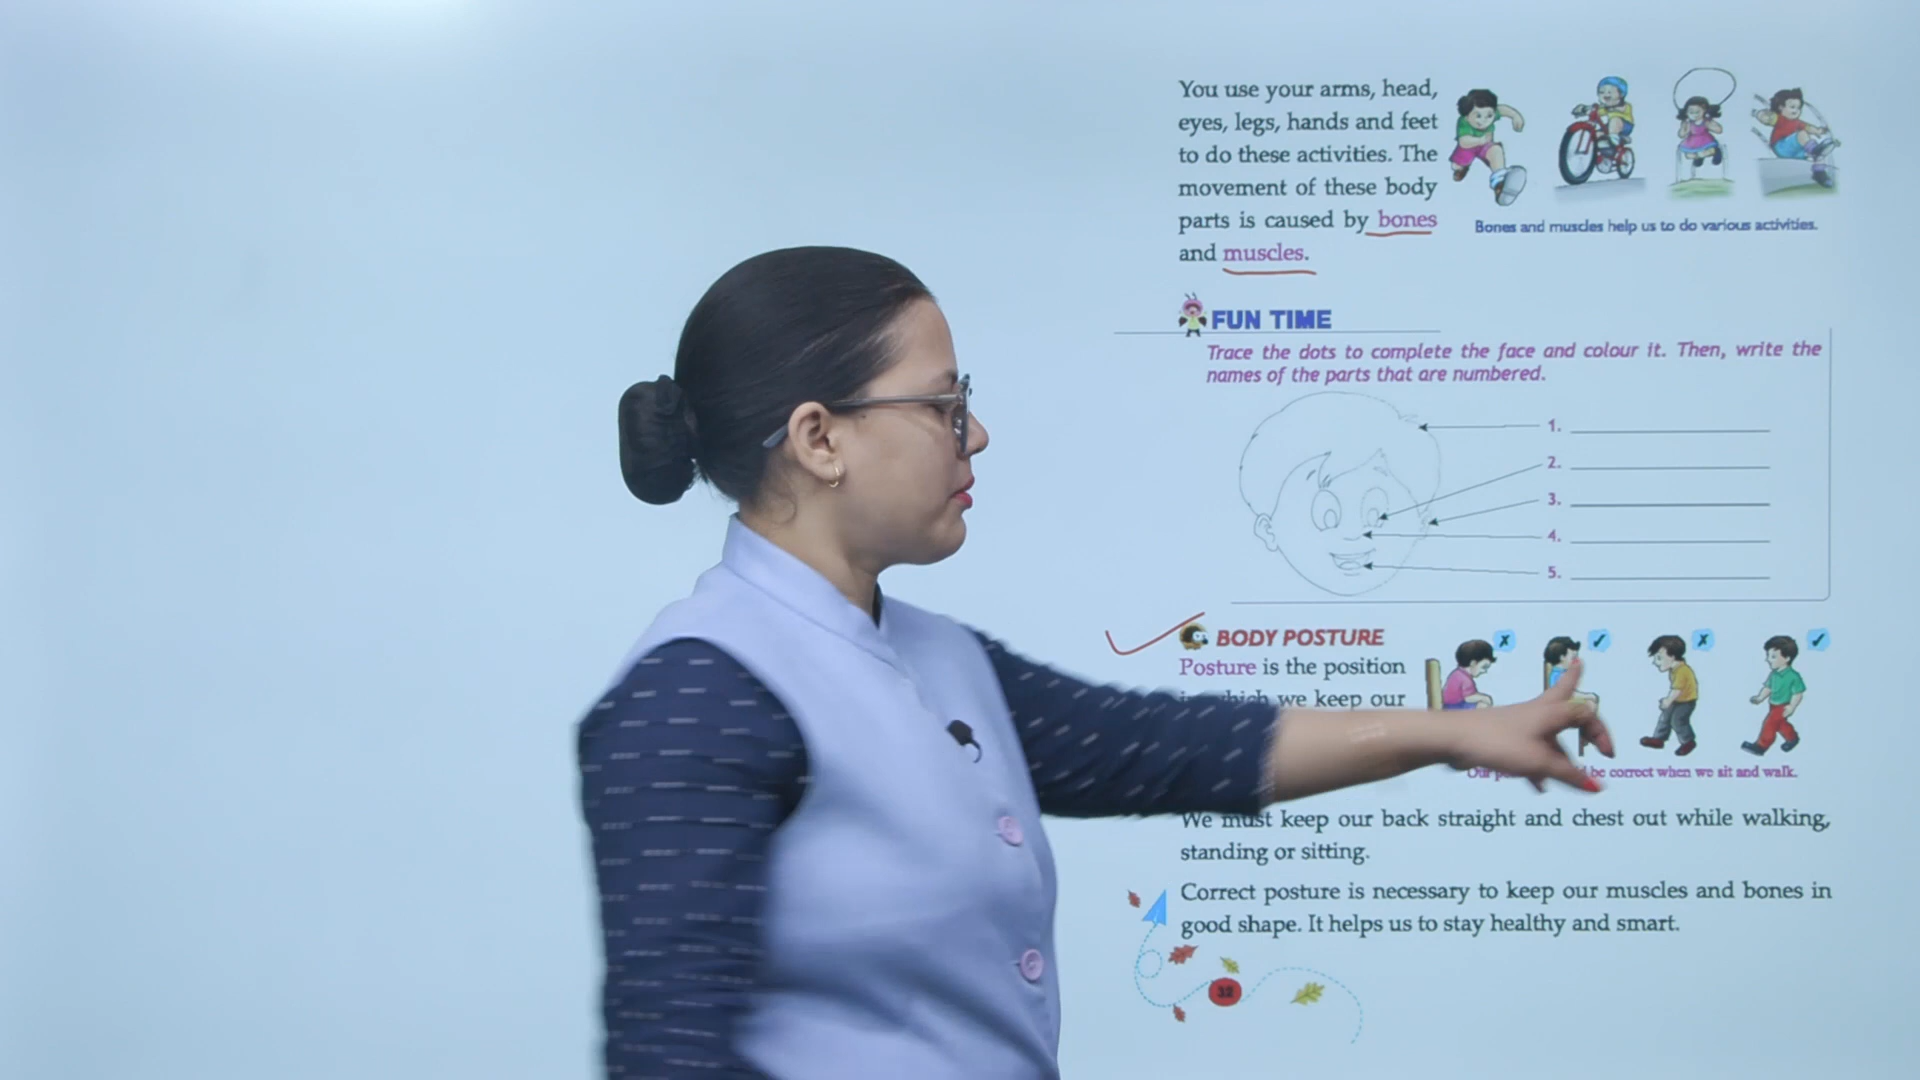 You use your arms, head,
eyes, legs, hands and feet
to do these activities. The
movement of these body
parts is caused by bones
and muscles.
Bones and muscles help us to do various activities.
FUN TIME
Trace the dots to complete the face and colour it. Then, write the
names of the parts that are numbered.
1.
2.
3.
4.
5.
BODY POSTURE
Posture is the position
which we keep our
be correct when we sit and walk.
We must keep our back straight and chest out while walking,
standing or sitting.
Correct posture is necessary to keep our muscles and bones in
good shape. It helps us to stay healthy and smart.
32